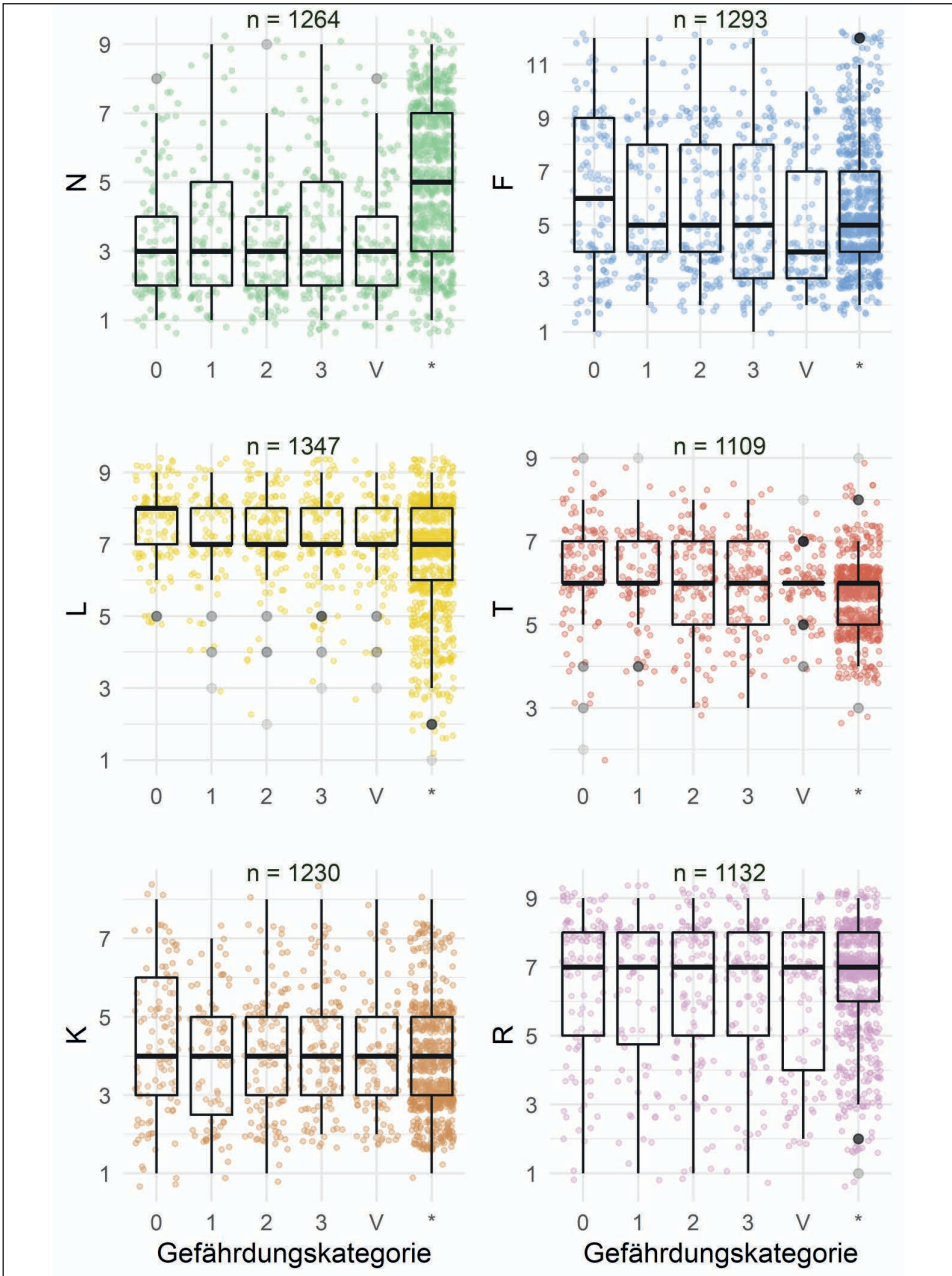 n = 1264
N
9
7
5
3
1
0 1 2 3 V *
n = 1293
F
11
9
7
5
3
1
0 1 2 3 V *
n = 1347
L
9
7
5
3
1
0 1 2 3 V *
n = 1109
T
9
7
5
3
0 1 2 3 V *
n = 1230
K
7
5
3
1
0 1 2 3 V *
Gefährdungskategorie
n = 1132
R
9
7
5
3
1
0 1 2 3 V *
Gefährdungskategorie